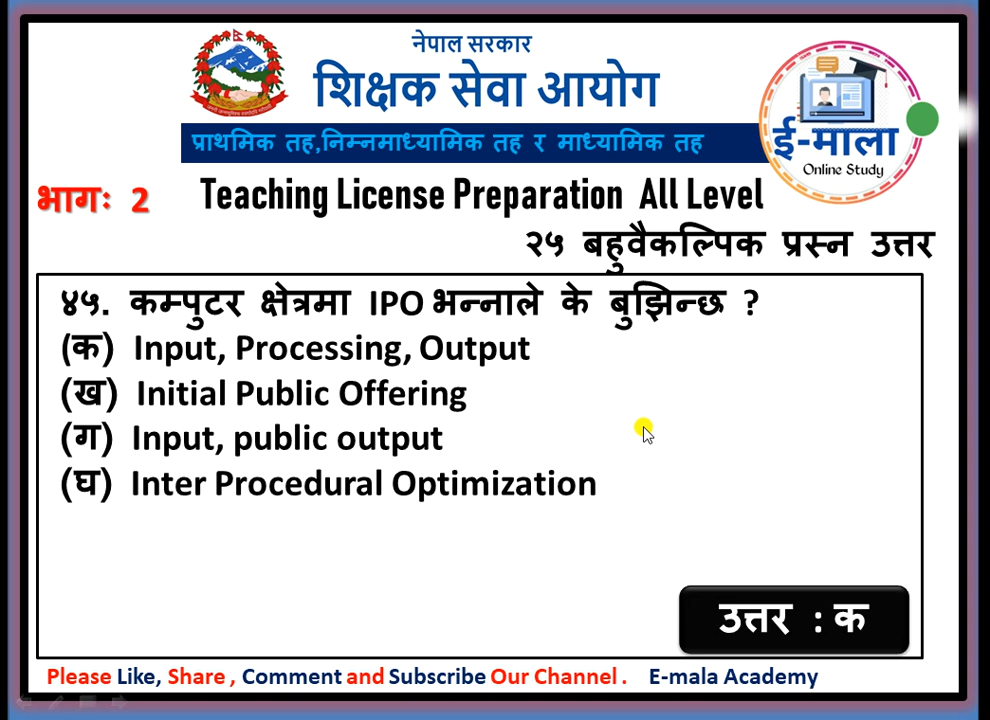 नेपाल सरकार
शिक्षक सेवा आयोग
प्राथमिक तह,निम्नमाध्यामिक तह र माध्यामिक तह
ई-माला
Online Study
भागः 2
Teaching License Preparation All Level
२५ बहुवैकल्पिक प्रस्न उत्तर
४५. कम्पुटर क्षेत्रमा IPO भन्नाले के बुझिन्छ ?
(क) Input, Processing, Output
(ख) Initial Public Offering
(ग) Input, public output
(घ) Inter Procedural Optimization
उत्तर : क
Please Like, Share , Comment and Subscribe Our Channel . E-mala Academy